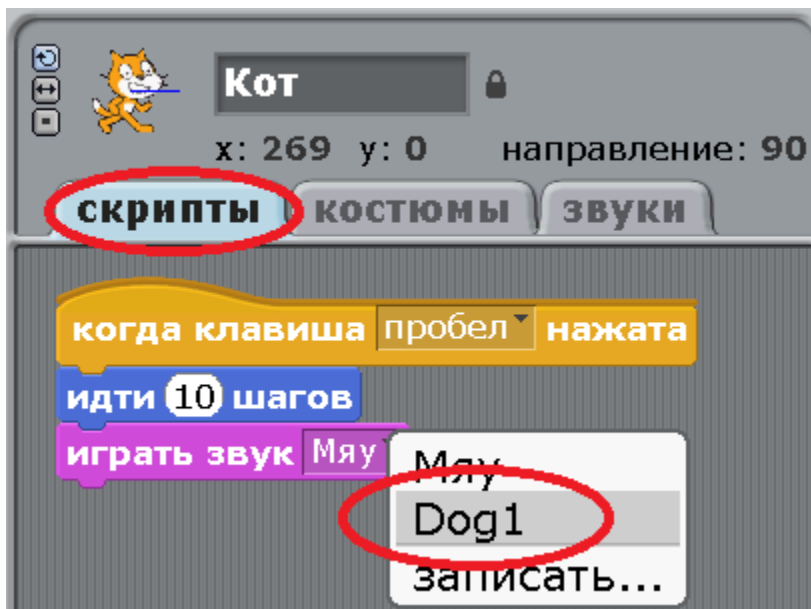 Кот
x: 269 y: 0 направление: 90
скрипты костюмы звуки
когда клавиша пробел нажата
идти 10 шагов
играть звук Мяу
Мяу
Dog1
записать...